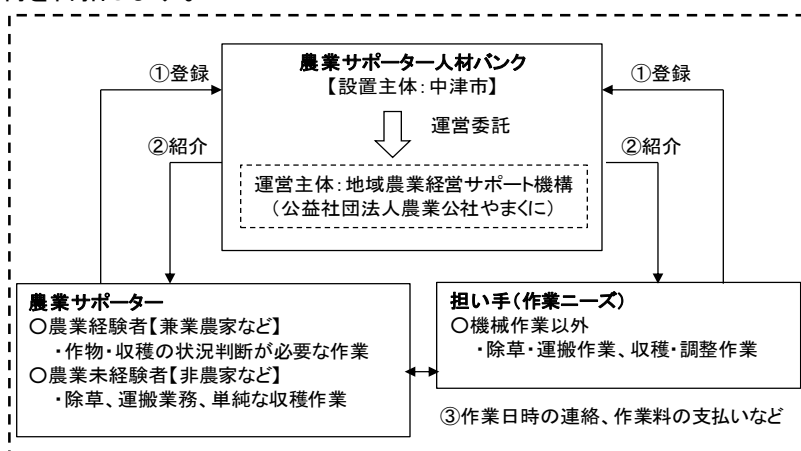 農業サポーター人材バンク
【設置主体：中津市】
①登録
①登録
運営委託
②紹介
②紹介
運営主体：地域農業経営サポート機構
（公益社団法人農業公社やまくに）
農業サポーター
〇農業経験者【兼業農家など】
・作物・収穫の状況判断が必要な作業
〇農業未経験者【非農家など】
・除草、運搬業務、単純な収穫作業
担い手（作業ニーズ）
〇機械作業以外
・除草・運搬作業、収穫・調整作業
③作業日時の連絡、作業料の支払いなど